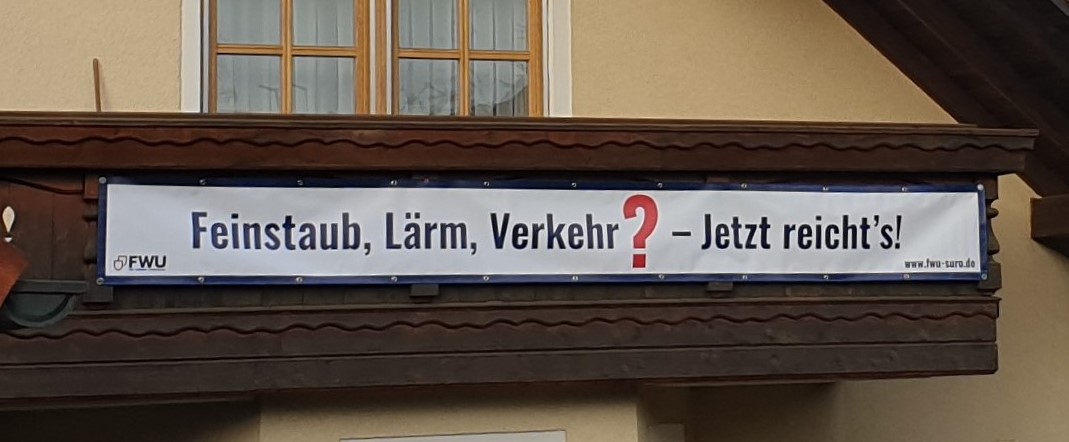 Feinstaub, Lärm, Verkehr? – Jetzt reicht's!
FWU
www.fwu-suro.de